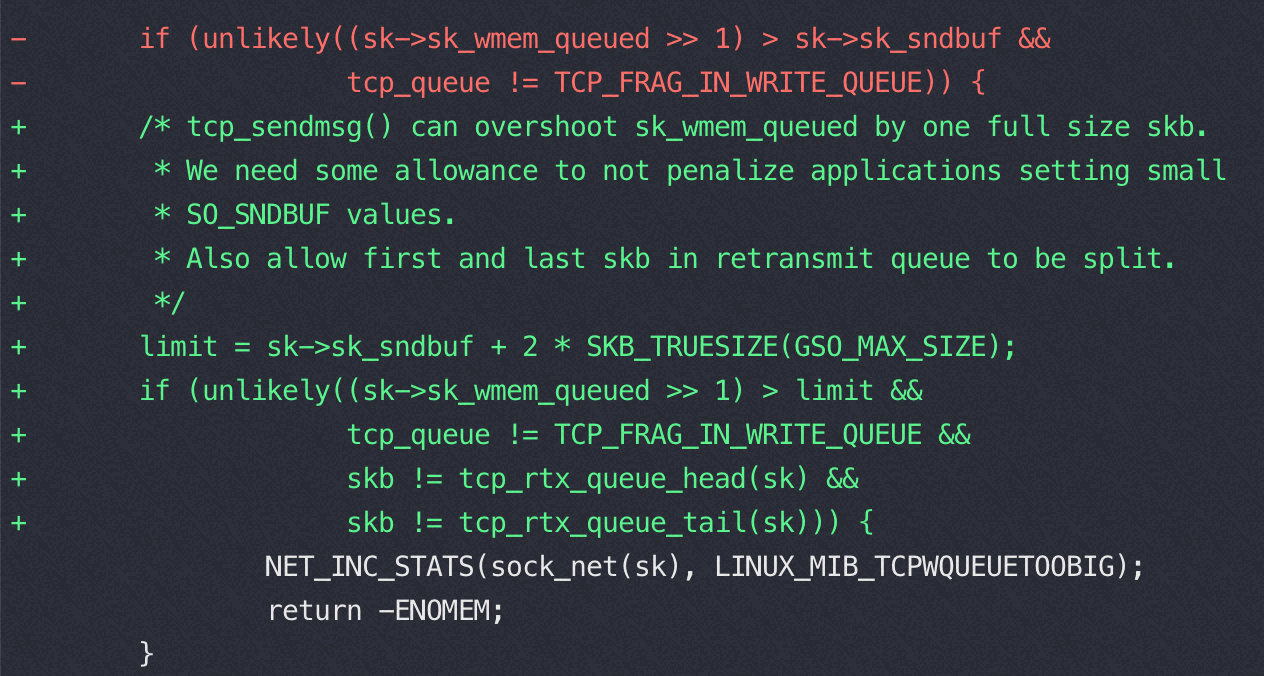 -       if (unlikely((sk->sk_wmem_queued >> 1) > sk->sk_sndbuf &&
-                    tcp_queue != TCP_FRAG_IN_WRITE_QUEUE)) {
+       /* tcp_sendmsg() can overshoot sk_wmem_queued by one full size skb.
+        * We need some allowance to not penalize applications setting small
+        * SO_SNDBUF values.
+        * Also allow first and last skb in retransmit queue to be split.
+        */
+       limit = sk->sk_sndbuf + 2 * SKB_TRUESIZE(GSO_MAX_SIZE);
+       if (unlikely((sk->sk_wmem_queued >> 1) > limit &&
+                    tcp_queue != TCP_FRAG_IN_WRITE_QUEUE &&
+                    skb != tcp_rtx_queue_head(sk) &&
+                    skb != tcp_rtx_queue_tail(sk))) {
                NET_INC_STATS(sock_net(sk), LINUX_MIB_TCPWQUEUETOOBIG);
                return -ENOMEM;
        }